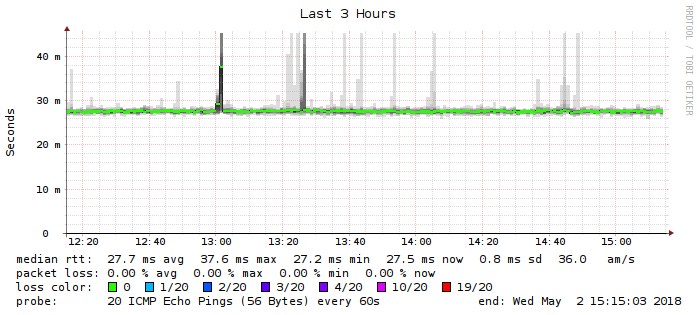 Last 3 Hours
RRDTOOL / TOBI OETIKER
Seconds
40 m
30 m
20 m
10 m
0
12:20 12:40 13:00 13:20 13:40 14:00 14:20 14:40 15:00
median rtt: 27.7 ms avg 37.6 ms max 27.2 ms min 27.5 ms now 0.8 ms sd 36.0 am/s
packet loss: 0.00 % avg 0.00 % max 0.00 % min 0.00 % now
loss color: 0 1/20 2/20 3/20 4/20 10/20 19/20
probe: 20 ICMP Echo Pings (56 Bytes) every 60s end: Wed May 2 15:15:03 2018